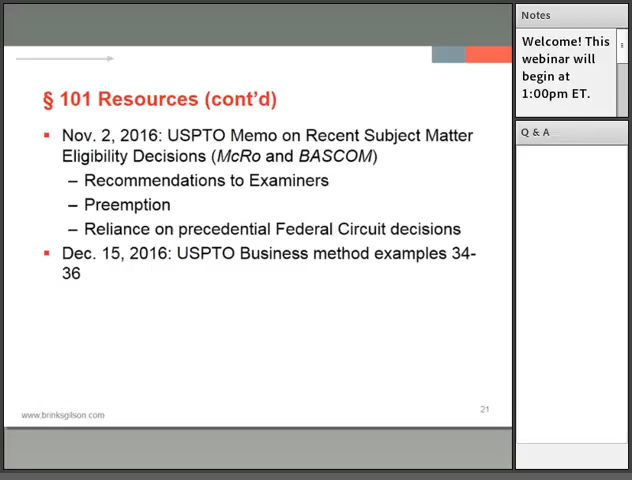 § 101 Resources (cont'd)
▪ Nov. 2, 2016: USPTO Memo on Recent Subject Matter
Eligibility Decisions (McRo and BASCOM)
– Recommendations to Examiners
– Preemption
– Reliance on precedential Federal Circuit decisions
▪ Dec. 15, 2016: USPTO Business method examples 34-
36
www.brinksgilson.com
21
Notes
Welcome! This
webinar will
begin at
1:00pm ET.
Q & A